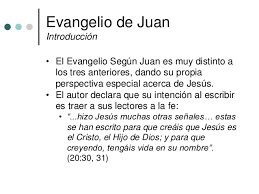 Evangelio de Juan
Introducción
• El Evangelio Según Juan es muy distinto a
los tres anteriores, dando su propia
perspectiva especial acerca de Jesús.
• El autor declara que su intención al escribir
es traer a sus lectores a la fe:
• "...hizo Jesús muchas otras señales… estas
se han escrito para que creáis que Jesús es
el Cristo, el Hijo de Dios; y para que
creyendo, tengáis vida en su nombre".
(20:30, 31)